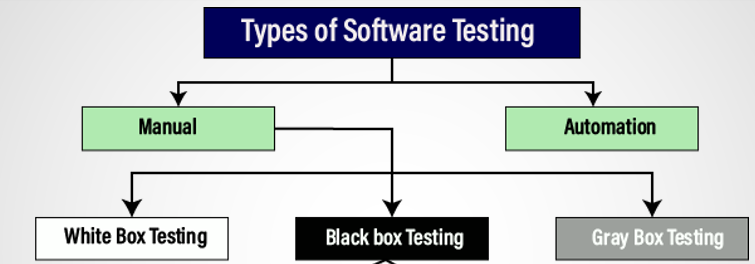 Types of Software Testing
Manual
Automation
White Box Testing
Black box Testing
Gray Box Testing